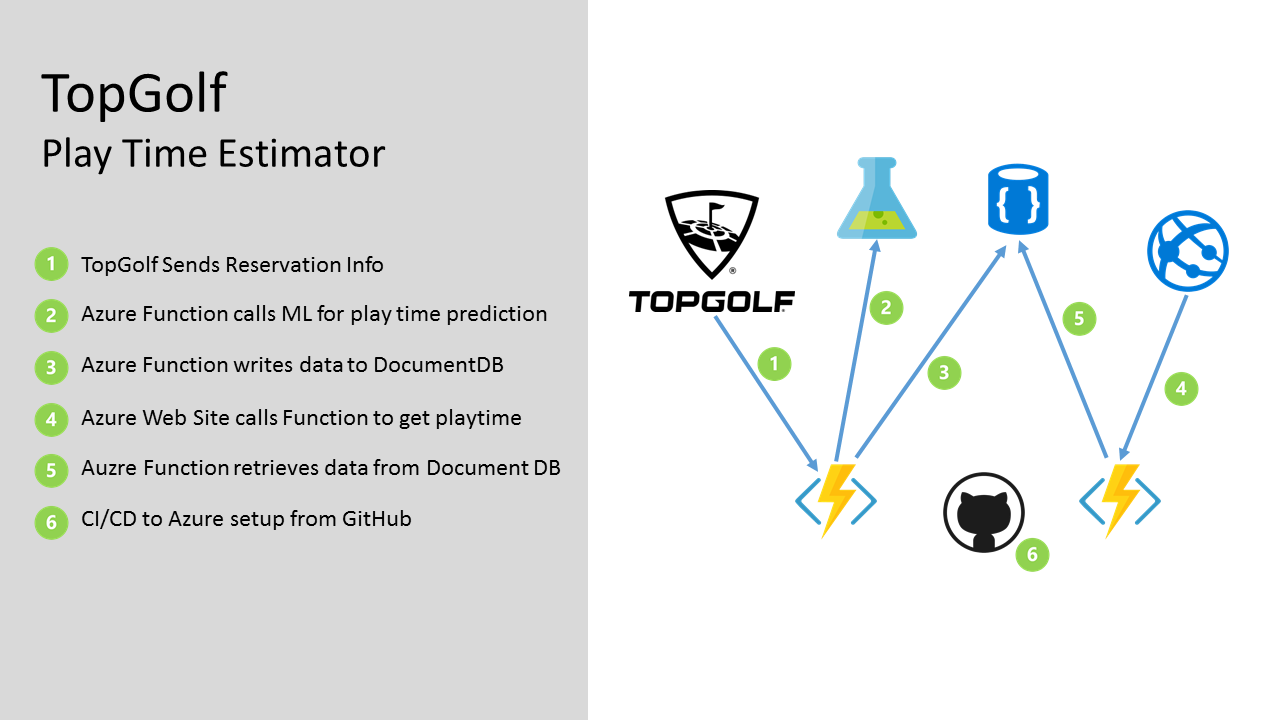 TopGolf
Play Time Estimator
1 TopGolf Sends Reservation Info
2 Azure Function calls ML for play time prediction
3 Azure Function writes data to DocumentDB
4 Azure Web Site calls Function to get playtime
5 Auzre Function retrieves data from Document DB
6 CI/CD to Azure setup from GitHub
{ }
®
TOPGOLF®
2
5
1
3
4
6